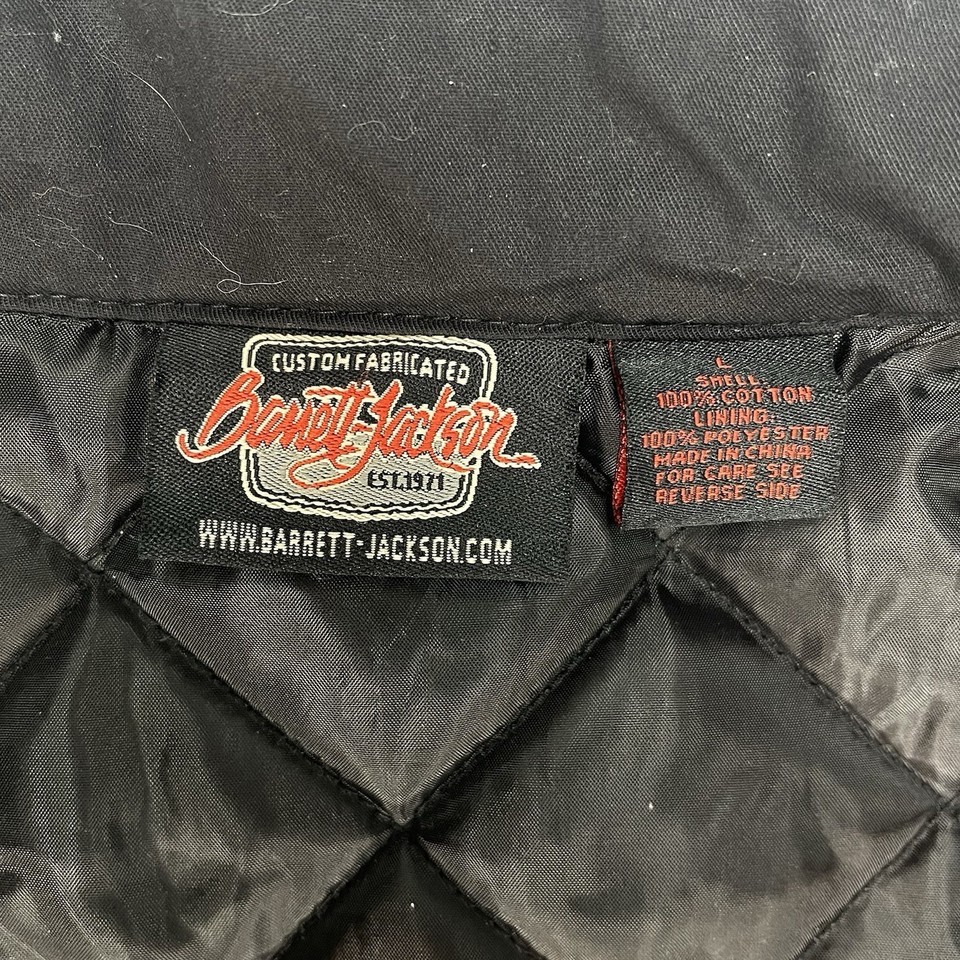 CUSTOM FABRICATED
Barrett-Jackson
EST.1971
WWW.BARRETT-JACKSON.COM
L
SHELL:
100% COTTON
LINING:
100% POLYESTER
MADE IN CHINA
FOR CARE SEE
REVERSE SIDE